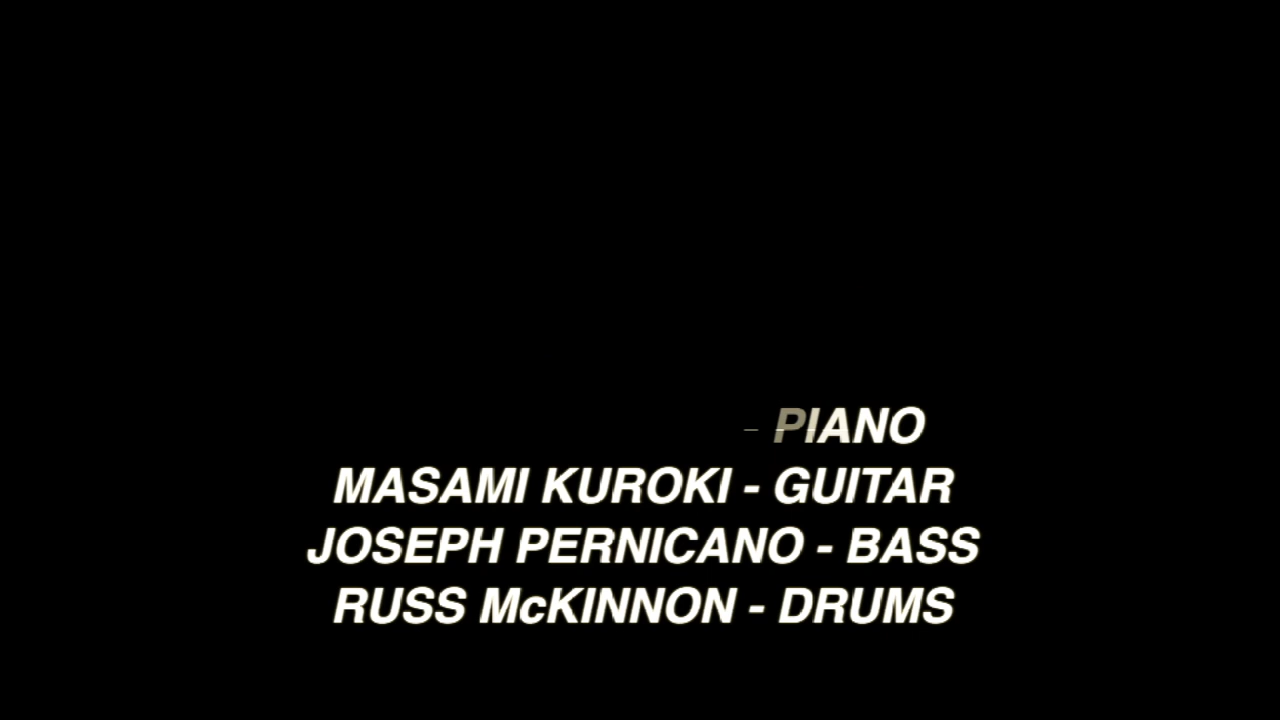 - PIANO
MASAMI KUROKI - GUITAR
JOSEPH PERNICANO - BASS
RUSS McKINNON - DRUMS